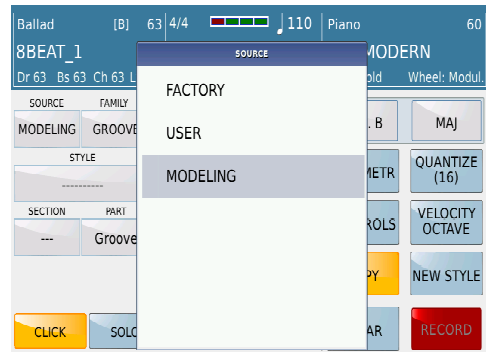 Ballad [B] 63 4/4 110 Piano 60
8BEAT_1 MODERN
Dr 63 Bs 63 Ch 63 L old Wheel: Modul.
SOURCE
SOURCE FAMILY
FACTORY
MODELING GROOVE . B MAJ
USER
STYLE
---------- METR QUANTIZE
(16)
MODELING
SECTION PART
--- Groove ROLS VELOCITY
OCTAVE
PY NEW STYLE
CLICK SOLO AR RECORD